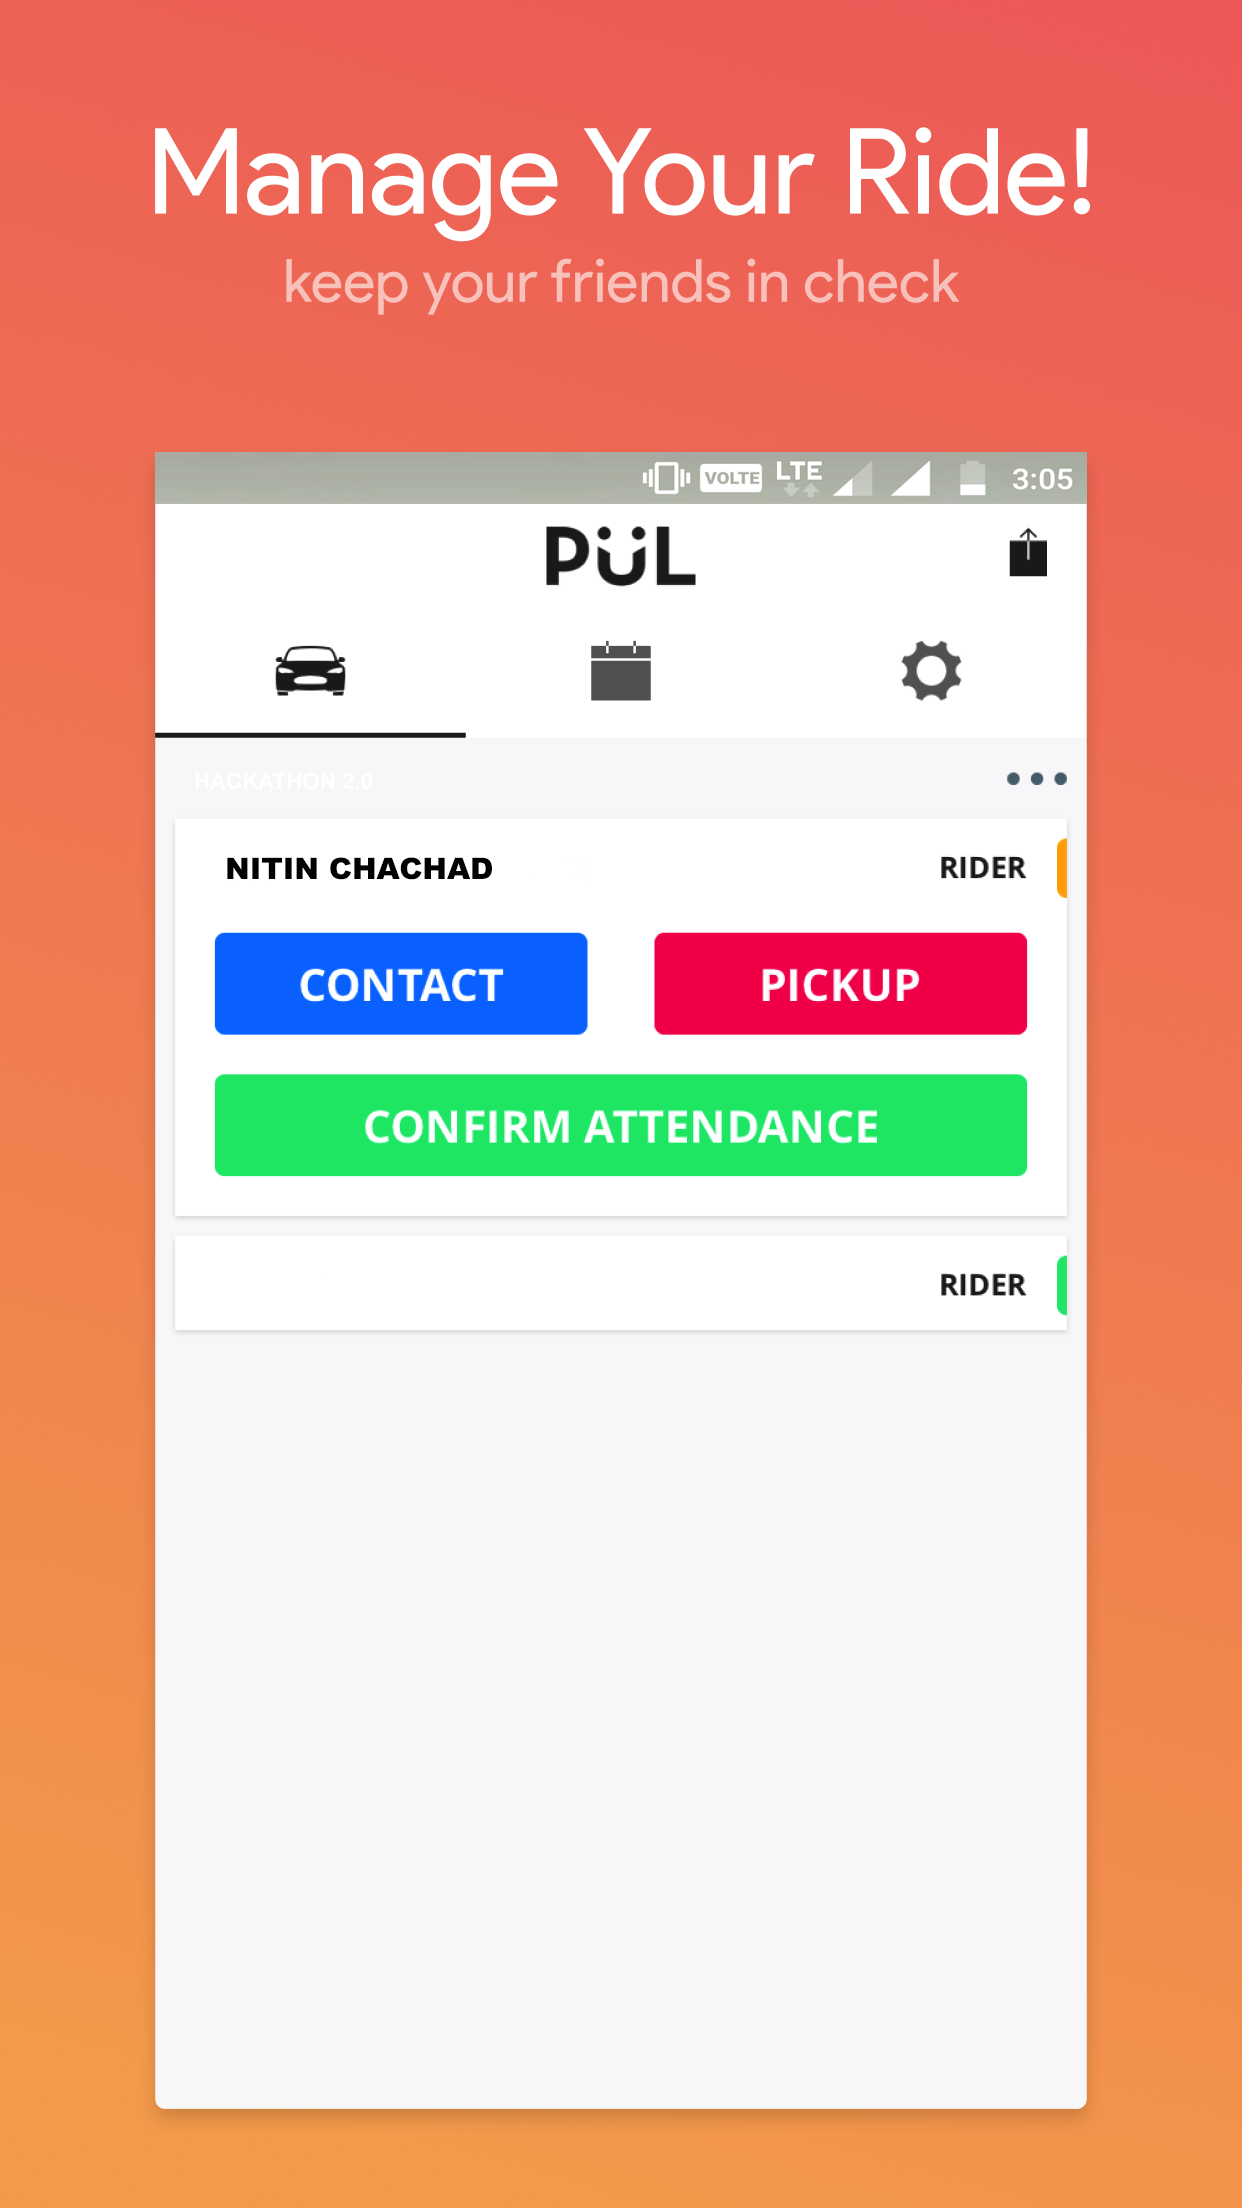 Manage Your Ride!
keep your friends in check
VOLTE LTE 3:05
PÜL
HACKATHON 2.0
NITIN CHACHAD RIDER
CONTACT PICKUP
CONFIRM ATTENDANCE
RIDER